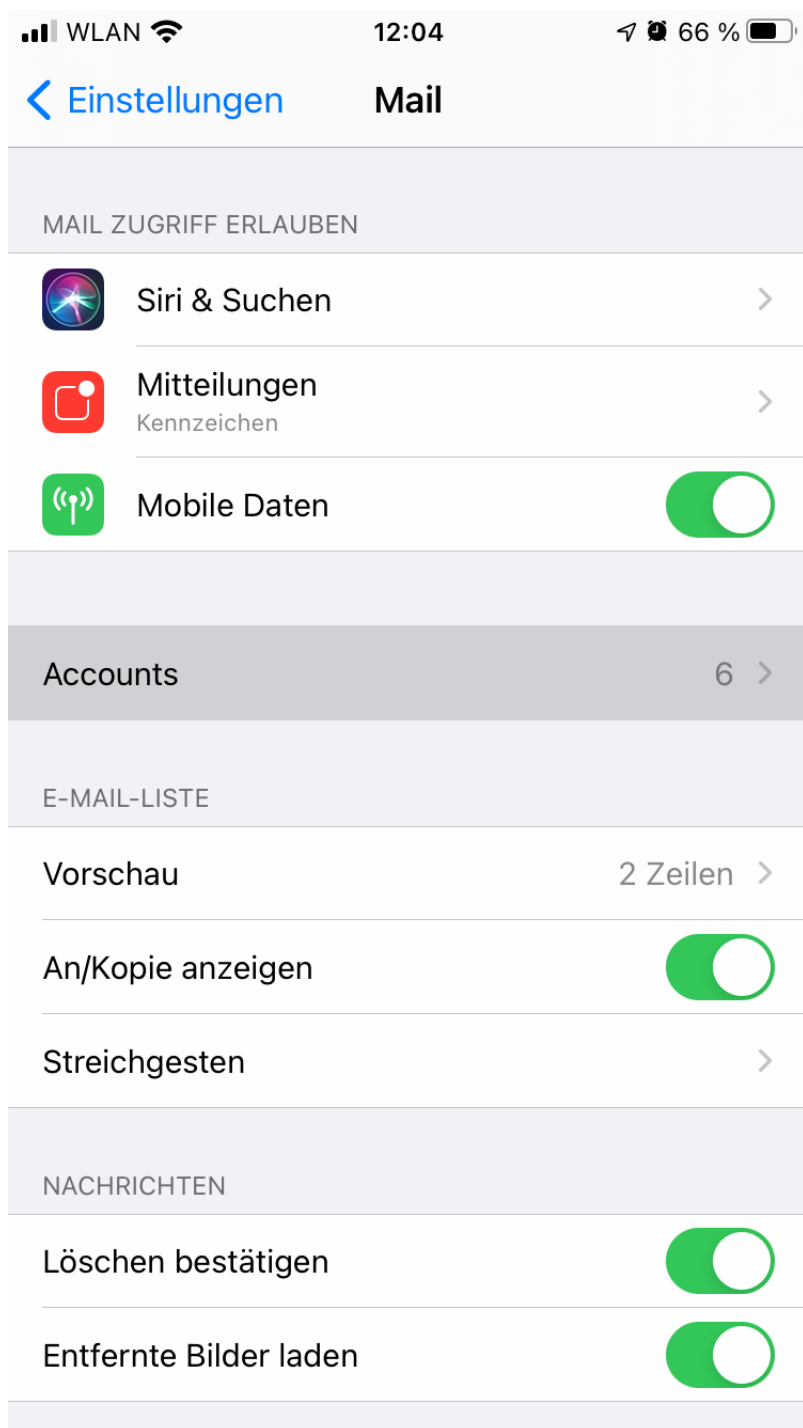 WLAN 12:04 66 %
Einstellungen Mail
MAIL ZUGRIFF ERLAUBEN
Siri & Suchen
Mitteilungen
Kennzeichen
Mobile Daten
Accounts 6
E-MAIL-LISTE
Vorschau 2 Zeilen
An/Kopie anzeigen
Streichgesten
NACHRICHTEN
Löschen bestätigen
Entfernte Bilder laden